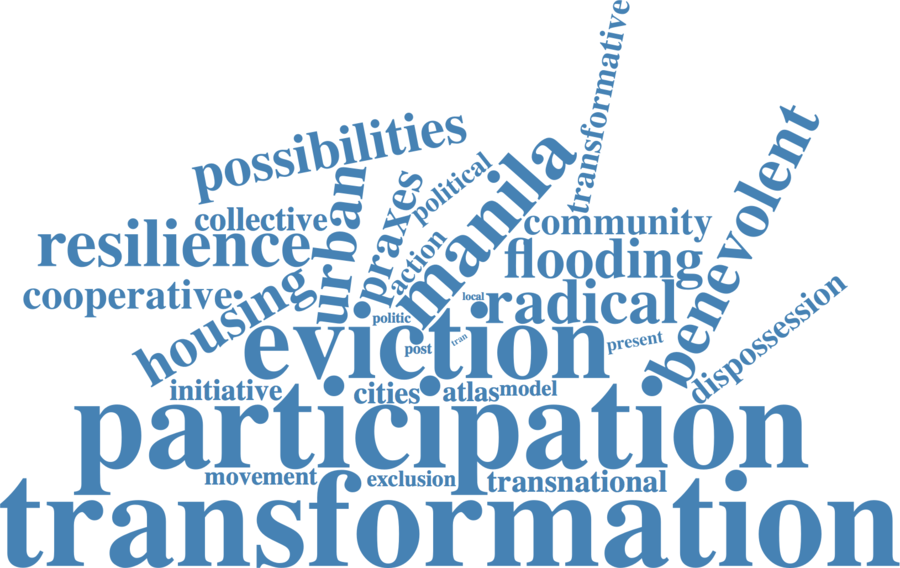 transformative
possibilities
benevolent
manila
political
praxes
urban
collective
community
resilience
action
flooding
cooperative
housing
local
radical
dispossession
politic
eviction
post
tran
present
initiative
cities
atlas
model
participation
movement
exclusion
transnational
transformation